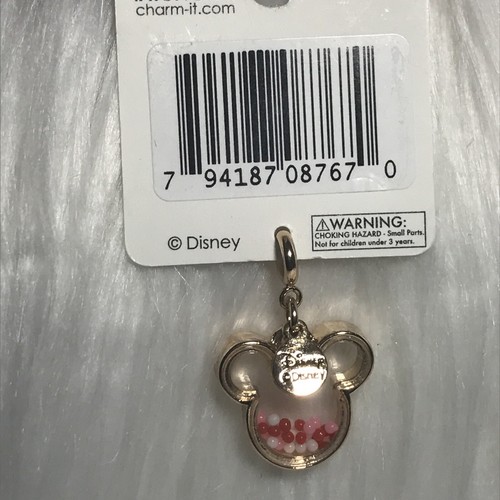 charm-it.com
7 94187 08767 0
© Disney
⚠WARNING:
CHOKING HAZARD - Small Parts.
Not for children under 3 years.
Disney